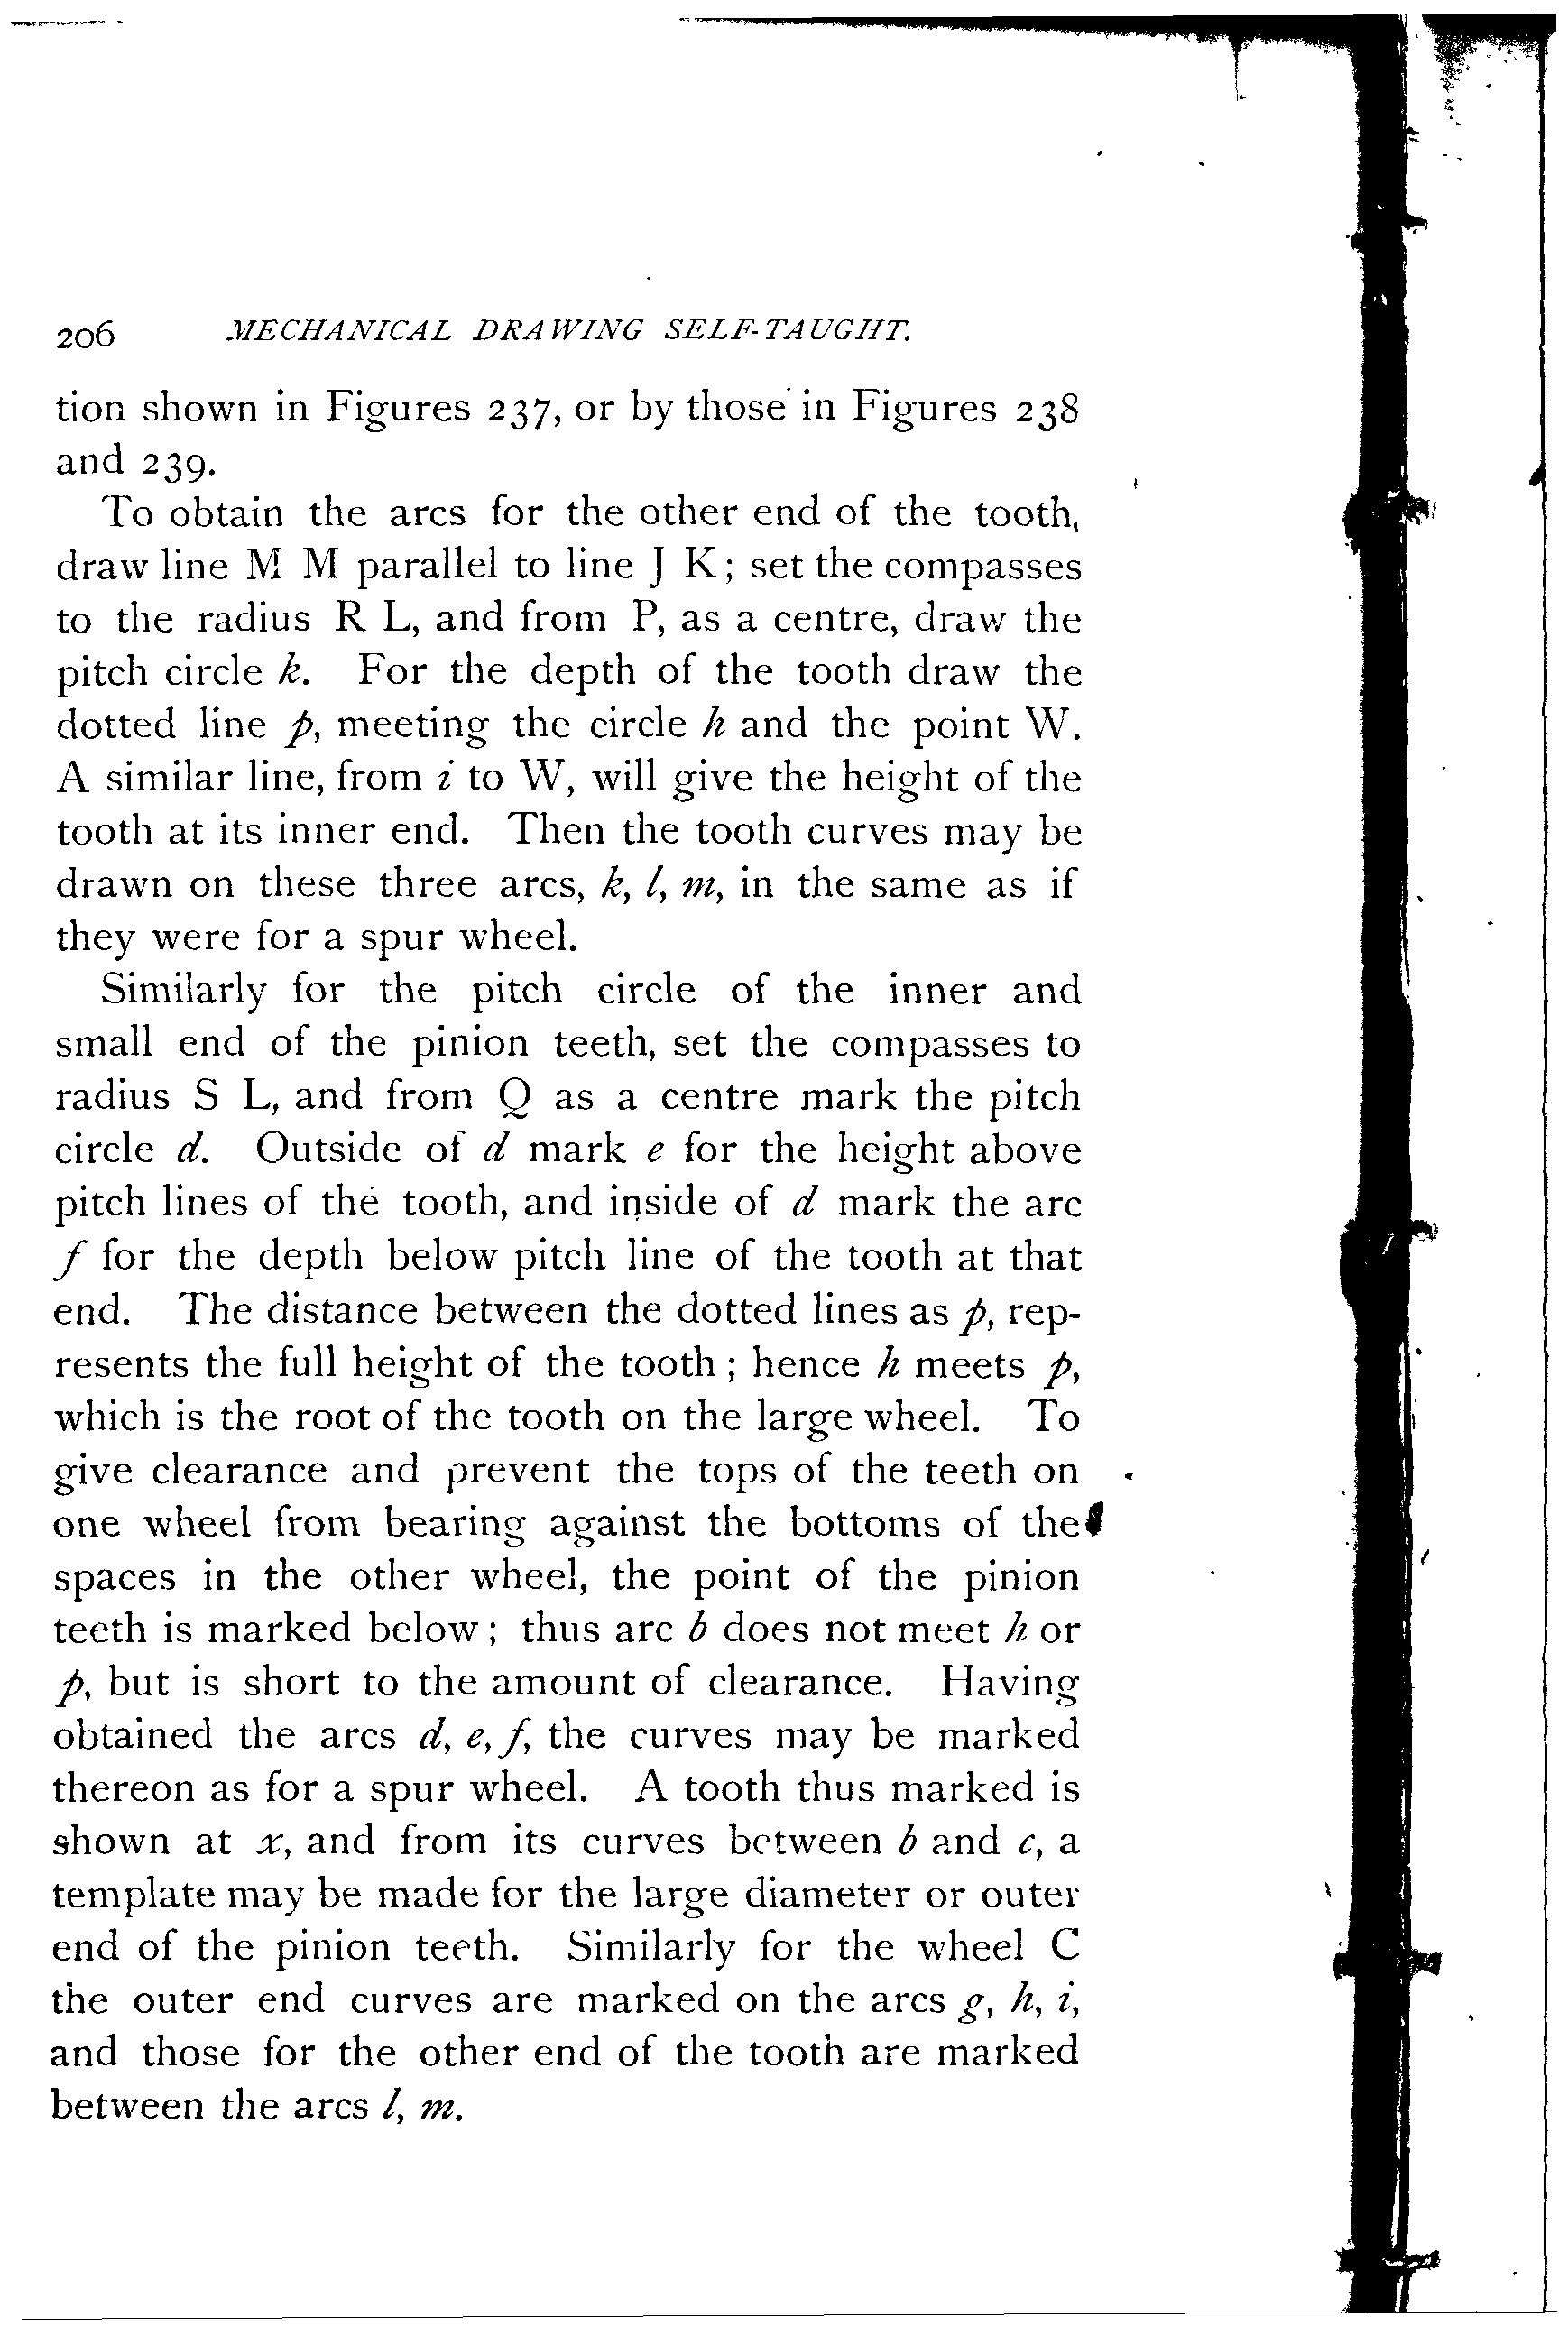 206 MECHANICAL DRAWING SELF-TAUGHT.
tion shown in Figures 237, or by those in Figures 238
and 239.
To obtain the arcs for the other end of the tooth,
draw line M M parallel to line J K; set the compasses
to the radius R L, and from P, as a centre, draw the
pitch circle k. For the depth of the tooth draw the
dotted line p, meeting the circle h and the point W.
A similar line, from i to W, will give the height of the
tooth at its inner end. Then the tooth curves may be
drawn on these three arcs, k, l, m, in the same as if
they were for a spur wheel.
Similarly for the pitch circle of the inner and
small end of the pinion teeth, set the compasses to
radius S L, and from Q as a centre mark the pitch
circle d. Outside of d mark e for the height above
pitch lines of the tooth, and inside of d mark the arc
f for the depth below pitch line of the tooth at that
end. The distance between the dotted lines as p, rep-
resents the full height of the tooth; hence h meets p,
which is the root of the tooth on the large wheel. To
give clearance and prevent the tops of the teeth on
one wheel from bearing against the bottoms of the
spaces in the other wheel, the point of the pinion
teeth is marked below; thus arc b does not meet h or
p, but is short to the amount of clearance. Having
obtained the arcs d, e, f, the curves may be marked
thereon as for a spur wheel. A tooth thus marked is
shown at x, and from its curves between b and c, a
template may be made for the large diameter or outer
end of the pinion teeth. Similarly for the wheel C
the outer end curves are marked on the arcs g, h, i,
and those for the other end of the tooth are marked
between the arcs l, m.